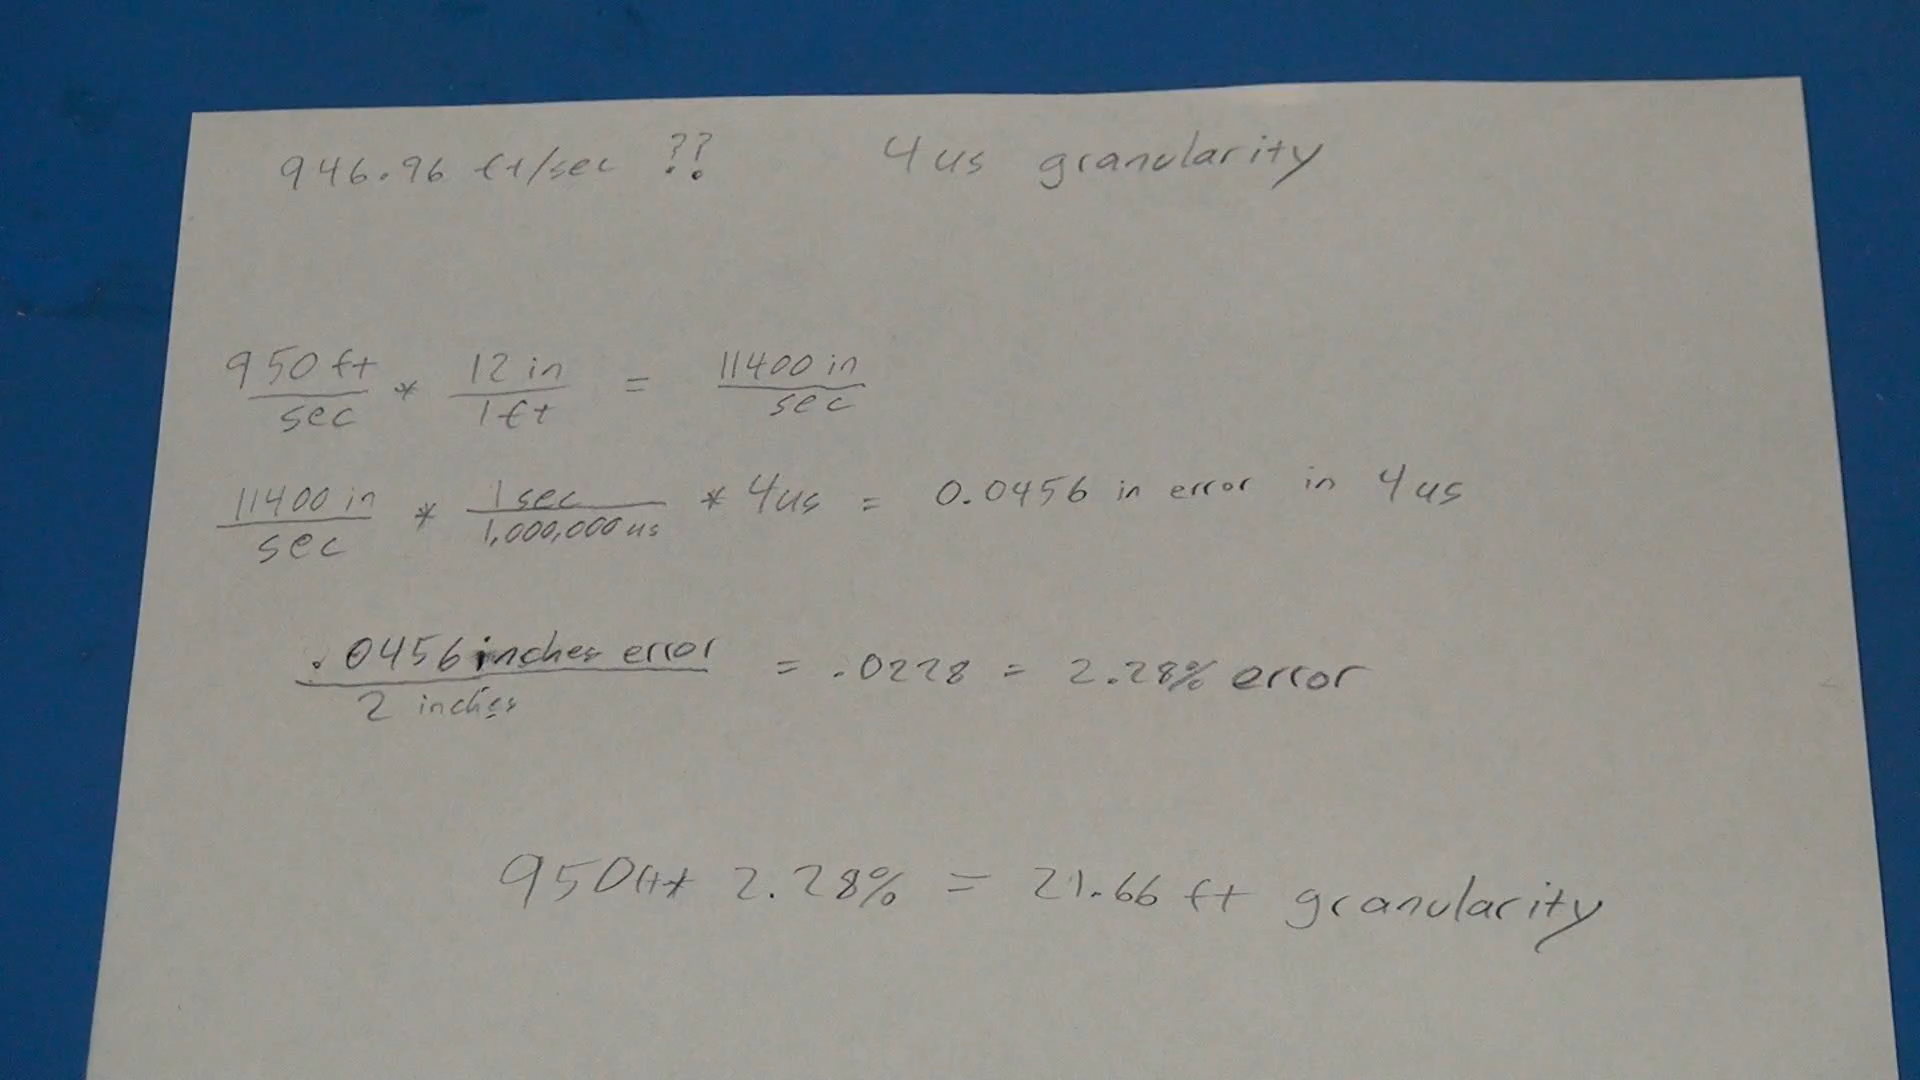 946.96 ft/sec ?? 4us granularity
950 ft / sec * 12 in / 1 ft = 11400 in / sec
11400 in / sec * 1 sec / 1,000,000 us * 4us = 0.0456 in error in 4us
.0456 inches error / 2 inches = .0228 = 2.28% error
950ft* 2.28% = 21.66 ft granularity